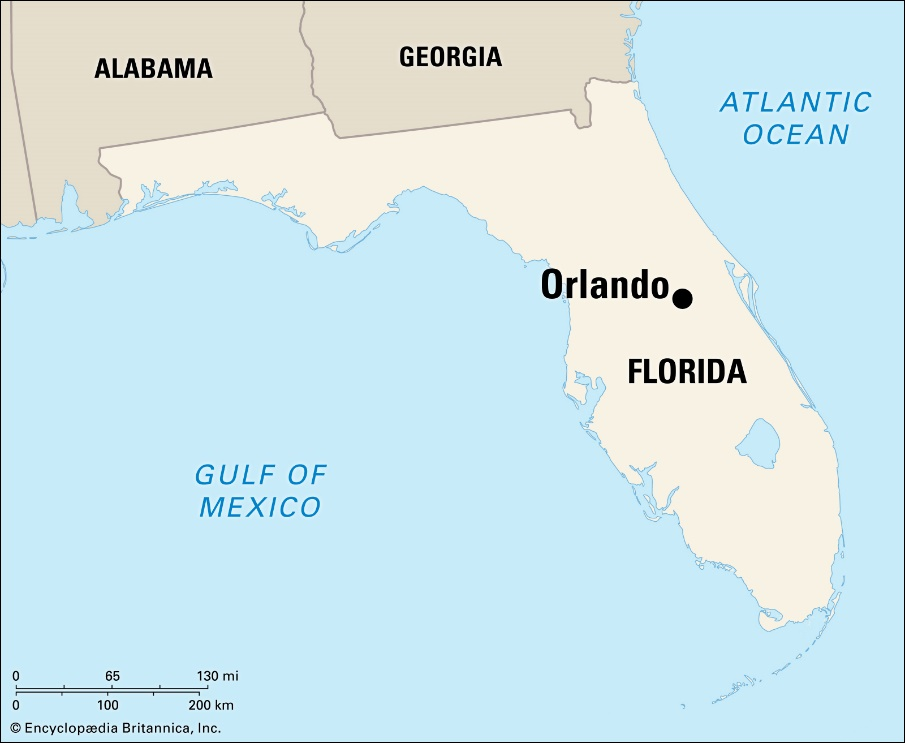 ALABAMA
GEORGIA
ATLANTIC
OCEAN
Orlando
FLORIDA
GULF OF
MEXICO
0 65 130 mi
0 100 200 km
© Encyclopædia Britannica, Inc.